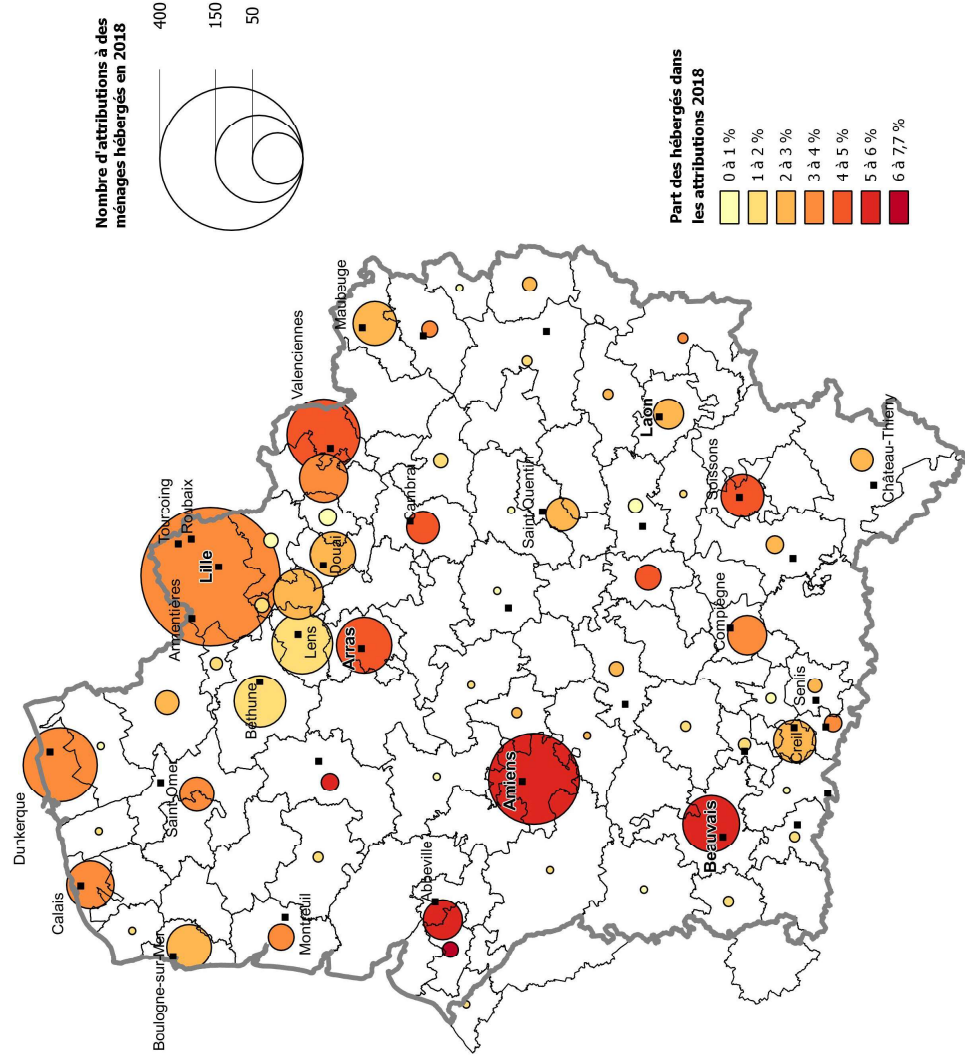 Nombre d'attributions à des
ménages hébergés en 2018
400
150
50
Part des hébergés dans
les attributions 2018
0 à 1 %
1 à 2 %
2 à 3 %
3 à 4 %
4 à 5 %
5 à 6 %
6 à 7,7 %
Dunkerque
Calais
Boulogne-sur-Mer
Saint-Omer
Montreuil
Armentières
Tourcoing
Roubaix
Lille
Béthune
Lens
Douai
Arras
Valenciennes
Maubeuge
Cambrai
Abbeville
Amiens
Saint-Quentin
Laon
Soissons
Compiègne
Beauvais
Creil
Senlis
Château-Thierry